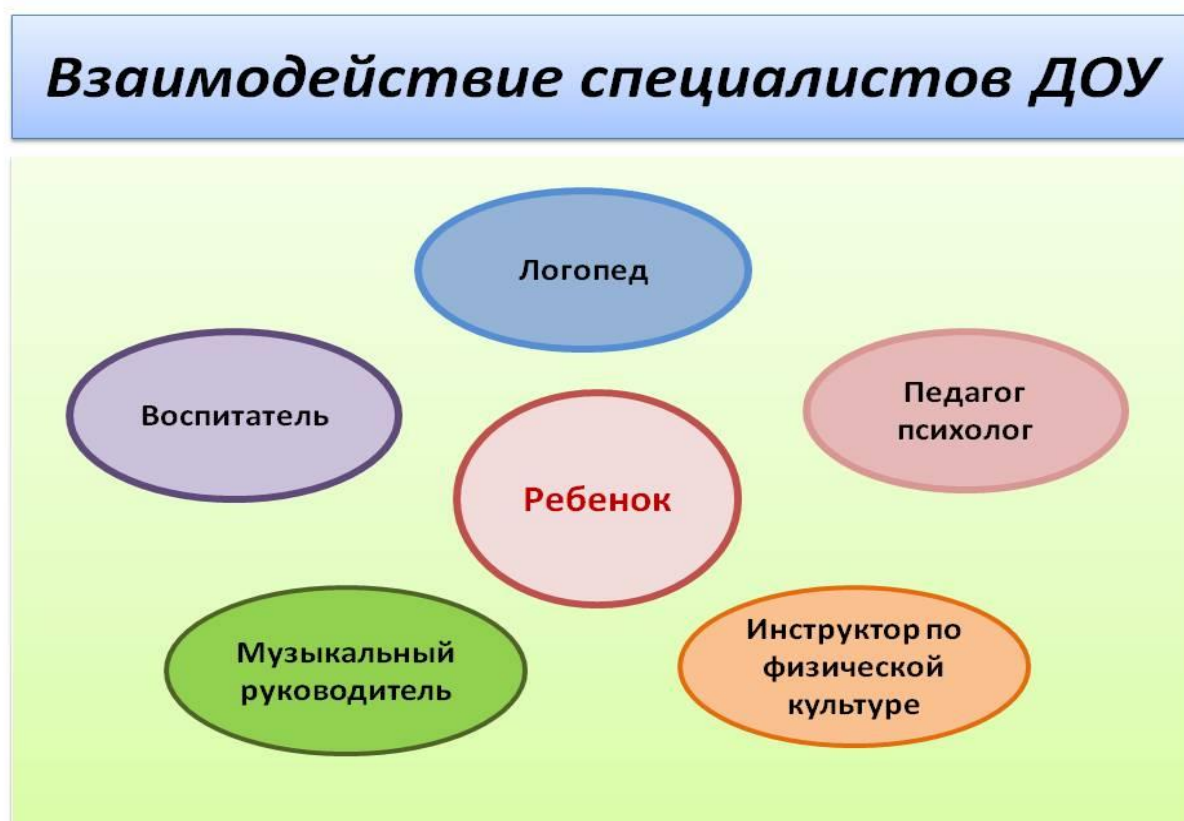 Взаимодействие специалистов ДОУ
Логопед
Воспитатель
Педагог
психолог
Ребенок
Музыкальный
руководитель
Инструктор по
физической
культуре